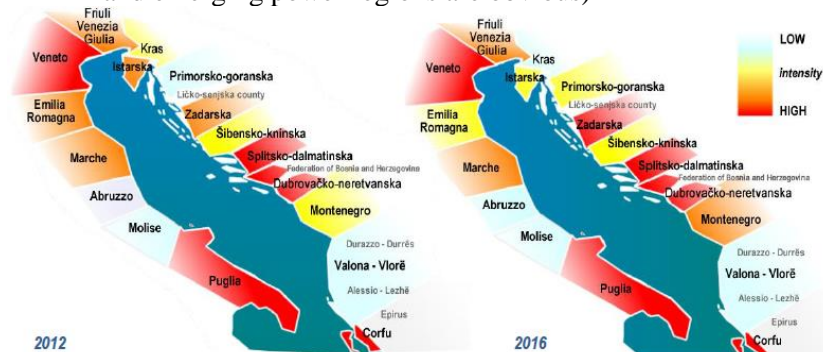 Friuli
Venezia
Giulia
Kras
Veneto
Istarska
Primorsko-goranska
Ličko-senjska county
Emilia
Romagna
Zadarska
Šibensko-kninska
Marche
Splitsko-dalmatinska
Federation of Bosnia and Herzegovina
Dubrovačko-neretvanska
Abruzzo
Montenegro
Molise
Durazzo - Durrës
Valona - Vlorë
Puglia
Alessio - Lezhë
Epirus
Corfu
2012
Friuli
Venezia
Giulia
Kras
Veneto
Istarska
Primorsko-goranska
Ličko-senjska county
Emilia
Romagna
Zadarska
Šibensko-kninska
Marche
Splitsko-dalmatinska
Federation of Bosnia and Herzegovina
Dubrovačko-neretvanska
Abruzzo
Montenegro
Molise
Durazzo - Durrës
Valona - Vlorë
Puglia
Alessio - Lezhë
Epirus
Corfu
2016
LOW
intensity
HIGH